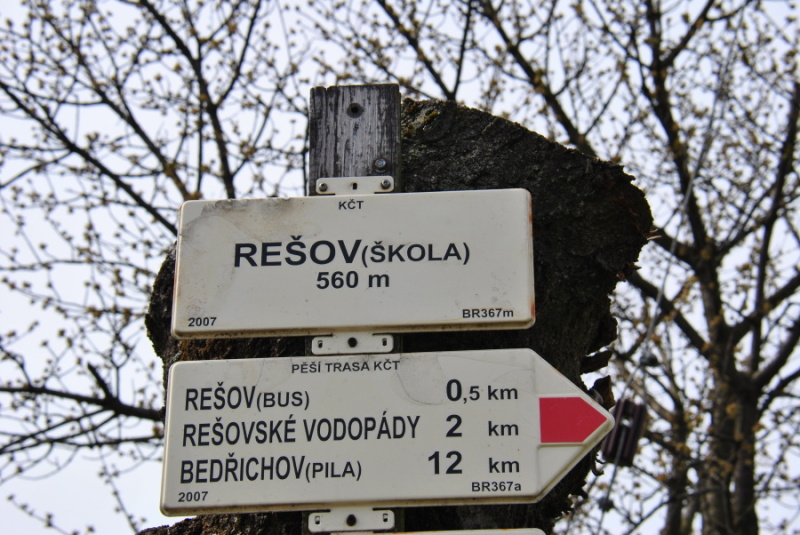 KČT
REŠOV(ŠKOLA)
560 m
2007 BR367m
PĚŠÍ TRASA KČT
REŠOV(BUS) 0,5 km
REŠOVSKÉ VODOPÁDY 2 km
BEDŘICHOV(PILA) 12 km
2007 BR367a